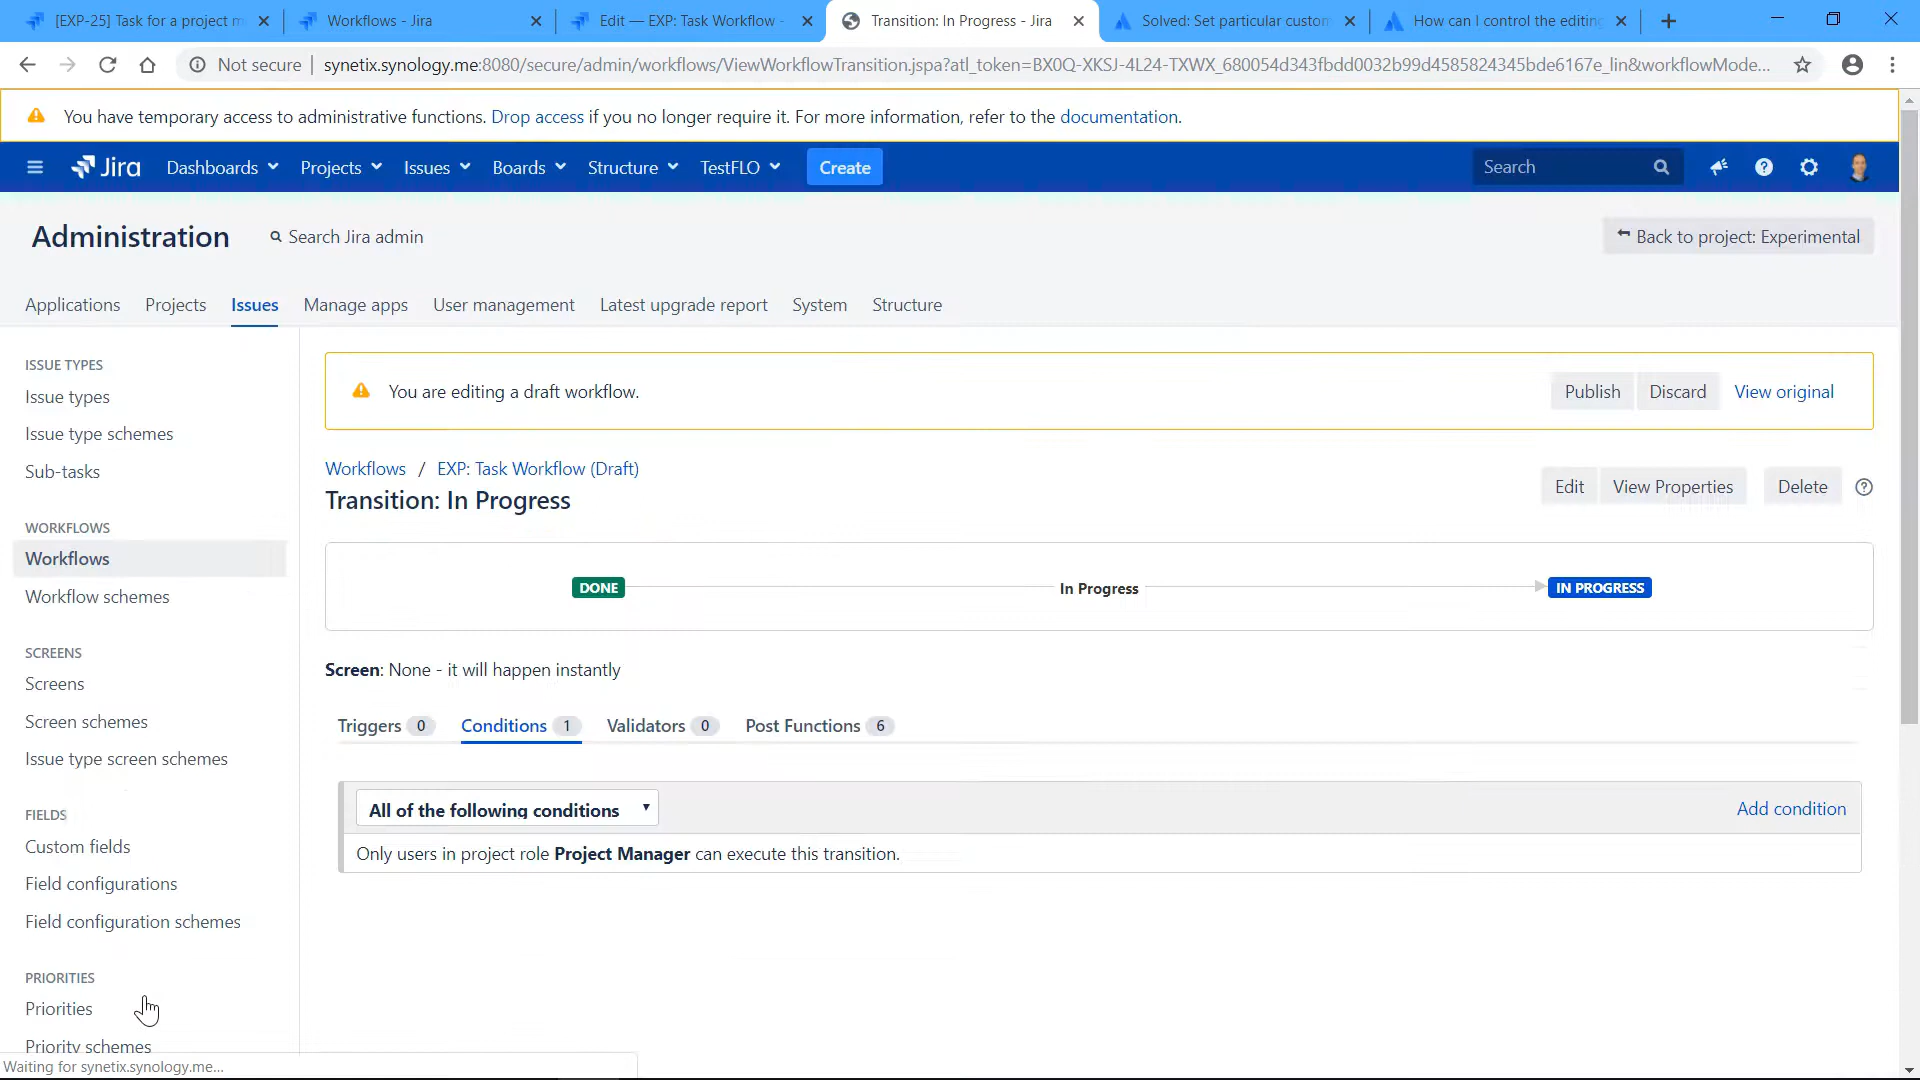 [EXP-25] Task for a project m
Workflows - Jira
Edit — EXP: Task Workflow -
Transition: In Progress - Jira
Solved: Set particular custom
How can I control the editing
Not secure
synetix.synology.me:8080/secure/admin/workflows/ViewWorkflowTransition.jspa?atl_token=BX0Q-XKSJ-4L24-TXWX_680054d343fbdd0032b99d4585824345bde6167e_lin&workflowMode...
You have temporary access to administrative functions. Drop access if you no longer require it. For more information, refer to the documentation.
Jira
Dashboards
Projects
Issues
Boards
Structure
TestFLO
Create
Search
Administration
Search Jira admin
Back to project: Experimental
Applications
Projects
Issues
Manage apps
User management
Latest upgrade report
System
Structure
ISSUE TYPES
Issue types
Issue type schemes
Sub-tasks
WORKFLOWS
Workflows
Workflow schemes
SCREENS
Screens
Screen schemes
Issue type screen schemes
FIELDS
Custom fields
Field configurations
Field configuration schemes
PRIORITIES
Priorities
Priority schemes
You are editing a draft workflow.
Publish
Discard
View original
Workflows / EXP: Task Workflow (Draft)
Transition: In Progress
Edit
View Properties
Delete
DONE
In Progress
IN PROGRESS
Screen: None - it will happen instantly
Triggers 0
Conditions 1
Validators 0
Post Functions 6
All of the following conditions
Add condition
Only users in project role Project Manager can execute this transition.
Waiting for synetix.synology.me...